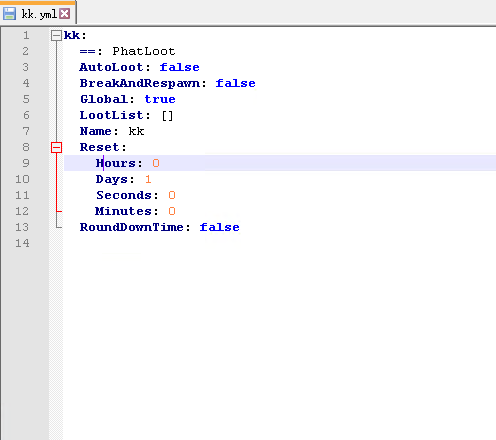 kk.yml
1 kk:
2   ==: PhatLoot
3   AutoLoot: false
4   BreakAndRespawn: false
5   Global: true
6   LootList: []
7   Name: kk
8   Reset:
9     Hours: 0
10     Days: 1
11     Seconds: 0
12     Minutes: 0
13   RoundDownTime: false
14